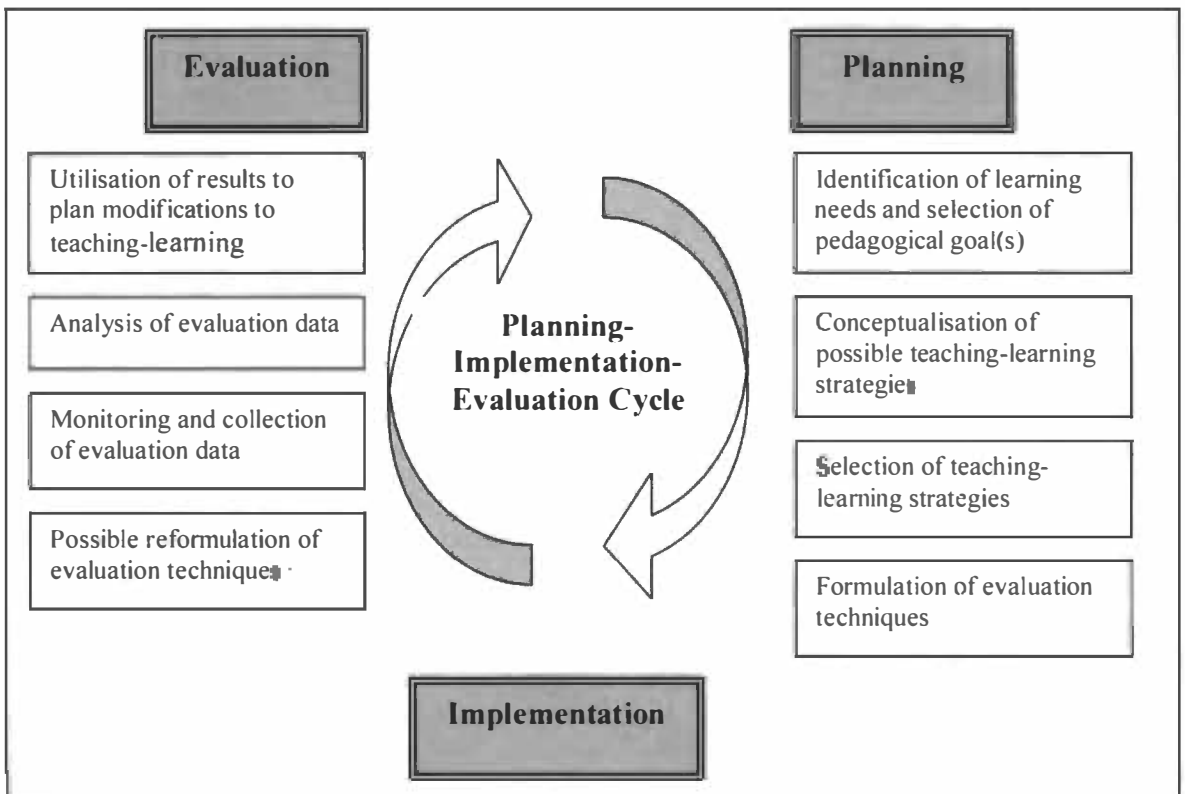 Evaluation
Utilisation of results to
plan modifications to
teaching-learning
Analysis of evaluation data
Monitoring and collection
of evaluation data
Possible reformulation of
evaluation techniques
Planning-
Implementation-
Evaluation Cycle
Planning
Identification of learning
needs and selection of
pedagogical goal(s)
Conceptualisation of
possible teaching-learning
strategies
Selection of teaching-
learning strategies
Formulation of evaluation
techniques
Implementation